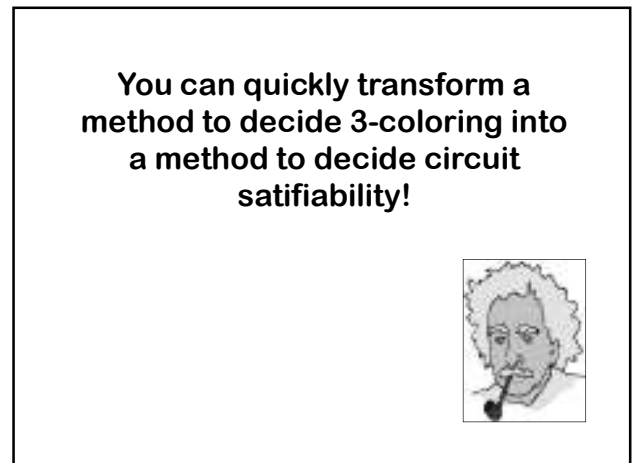 You can quickly transform a
method to decide 3-coloring into
a method to decide circuit
satifiability!